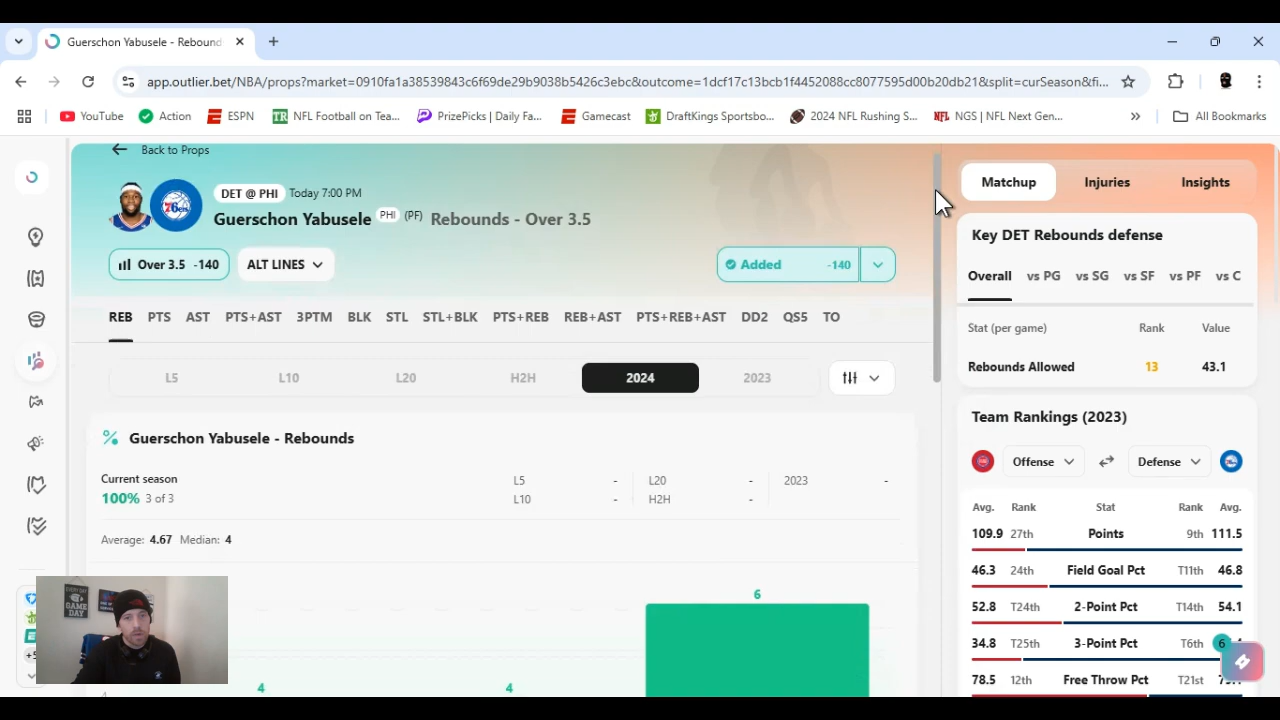 Guerschon Yabusele - Rebound
app.outlier.bet/NBA/props?market=0910fa1a38539843c6f69de29b9038b5426c3ebc&outcome=1dcf17c13bcb1f4452088cc8077595d00b20db21&split=curSeason&fi...
YouTube Action ESPN NFL Football on Tea... PrizePicks | Daily Fa... Gamecast DraftKings Sportsbo... 2024 NFL Rushing S... NFL NGS | NFL Next Gen... » All Bookmarks
Back to Props
DET @ PHI Today 7:00 PM
Guerschon Yabusele PHI (PF) Rebounds - Over 3.5
Over 3.5 -140 ALT LINES Added -140
REB PTS AST PTS+AST 3PTM BLK STL STL+BLK PTS+REB REB+AST PTS+REB+AST DD2 QS5 TO
L5 L10 L20 H2H 2024 2023
Guerschon Yabusele - Rebounds
Current season L5 - L20 - 2023 -
100% 3 of 3 L10 - H2H -
Average: 4.67 Median: 4
6
4 4
4
Matchup Injuries Insights
Key DET Rebounds defense
Overall vs PG vs SG vs SF vs PF vs C
Stat (per game) Rank Value
Rebounds Allowed 13 43.1
Team Rankings (2023)
Offense Defense
Avg. Rank Stat Rank Avg.
109.9 27th Points 9th 111.5
46.3 24th Field Goal Pct T11th 46.8
52.8 T24th 2-Point Pct T14th 54.1
34.8 T25th 3-Point Pct T6th 6
78.5 12th Free Throw Pct T21st
EVERY DAY
GAME
DAY